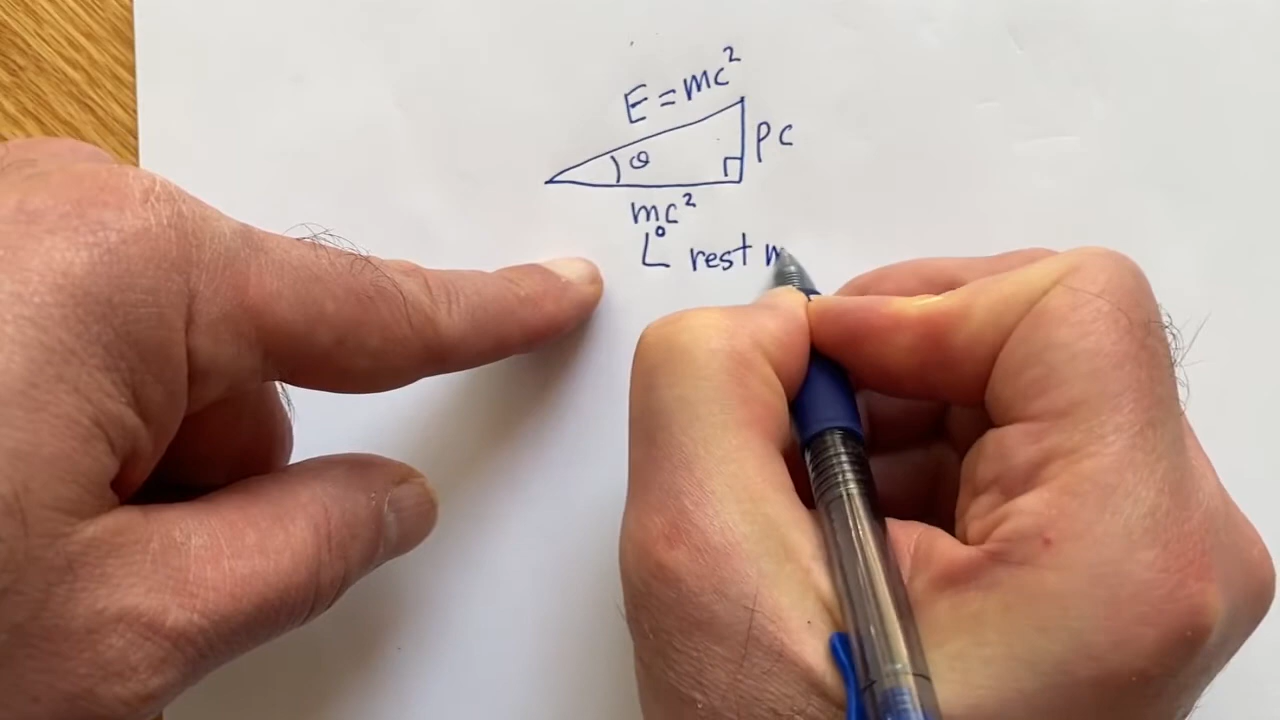 E = mc²
θ
PC
m₀c²
rest m